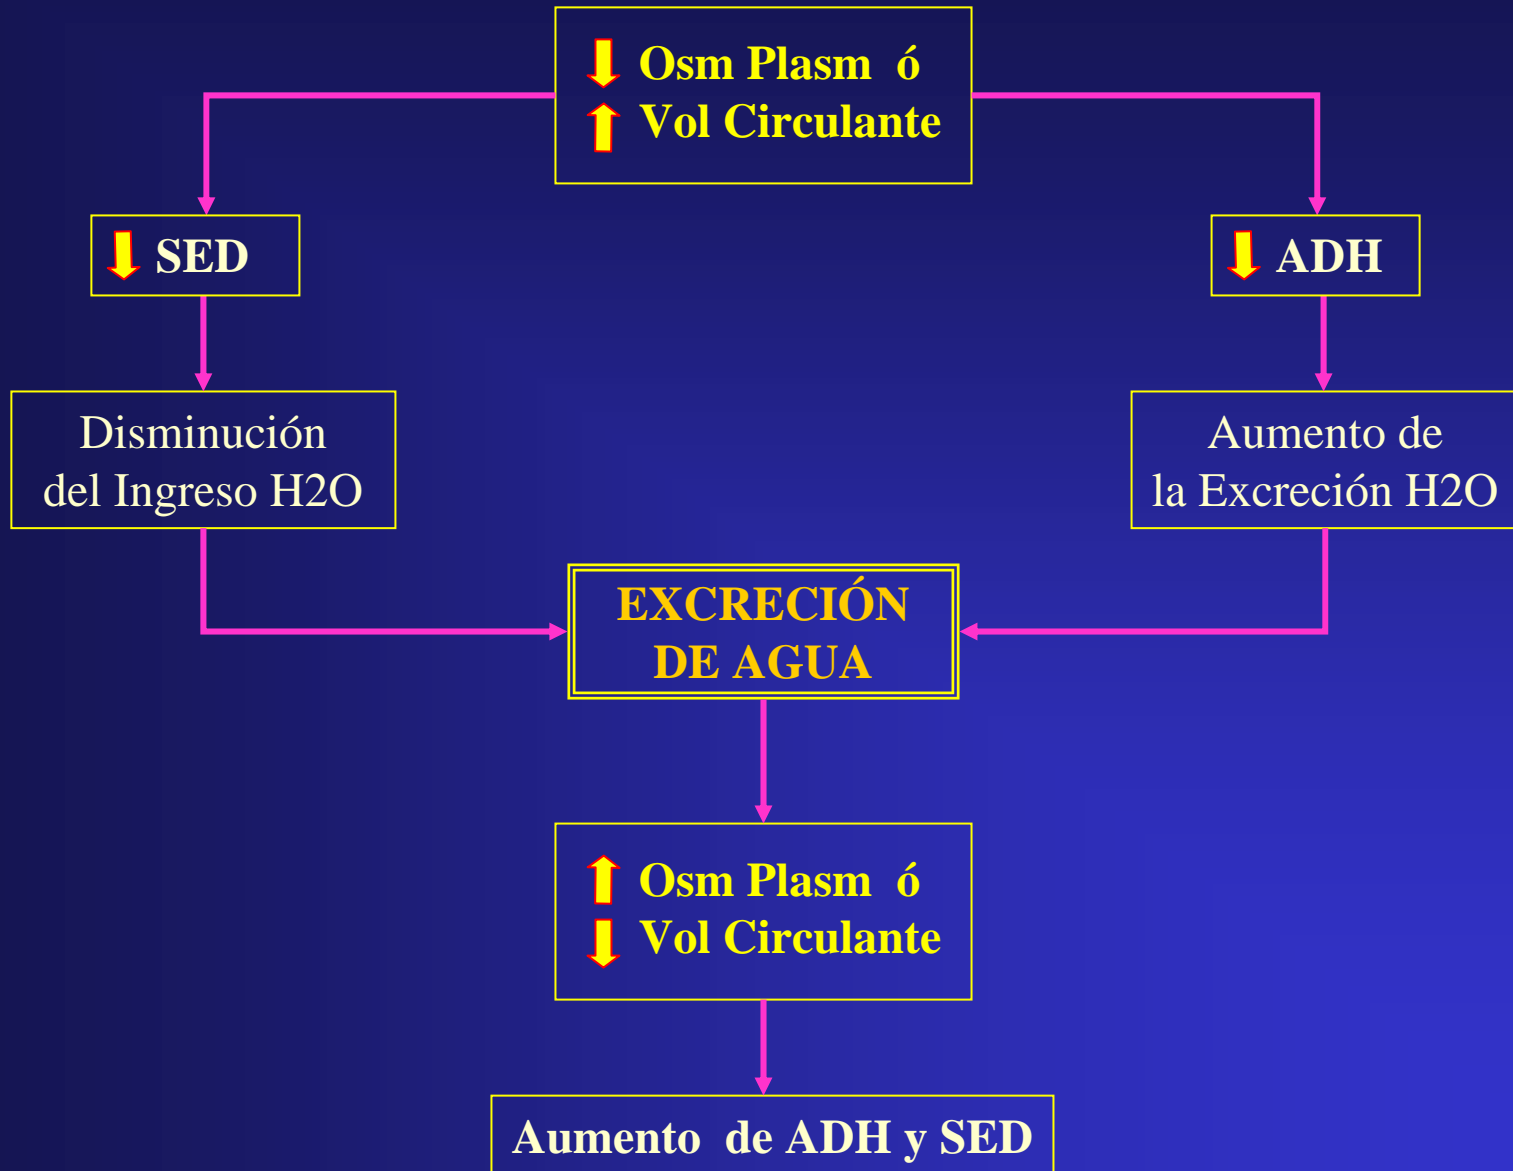 Osm Plasm ó
Vol Circulante
SED
ADH
Disminución
del Ingreso H2O
Aumento de
la Excreción H2O
EXCRECIÓN
DE AGUA
Osm Plasm ó
Vol Circulante
Aumento de ADH y SED